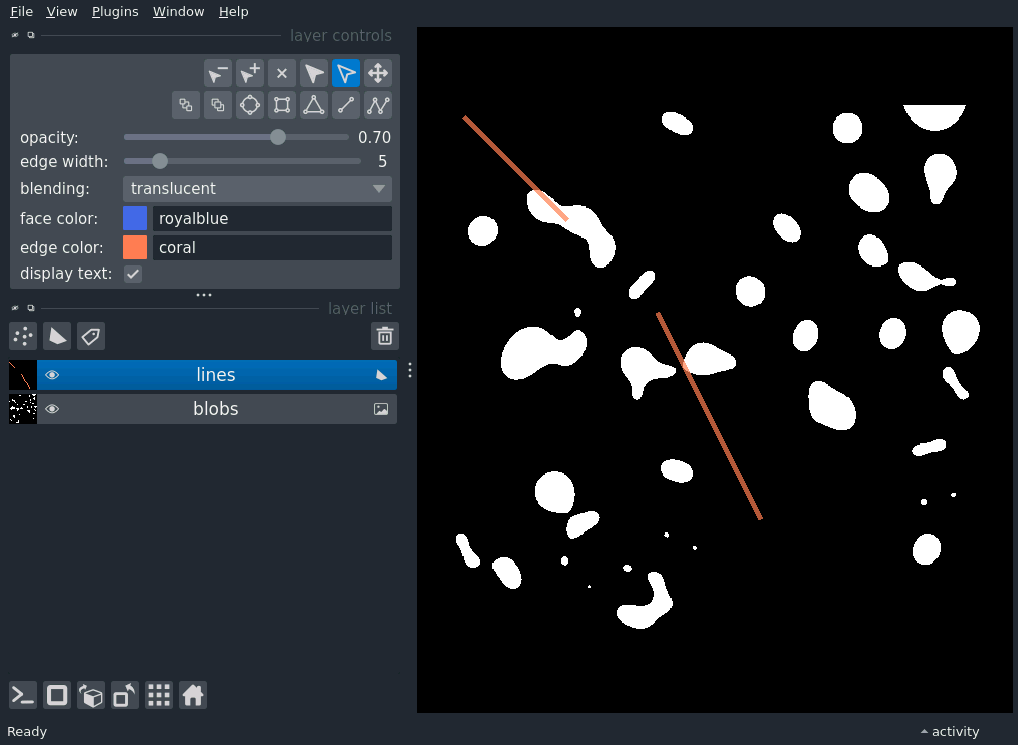 File View Plugins Window Help
layer controls
opacity: 0.70
edge width: 5
blending: translucent
face color: royalblue
edge color: coral
display text:
layer list
lines
blobs
Ready activity